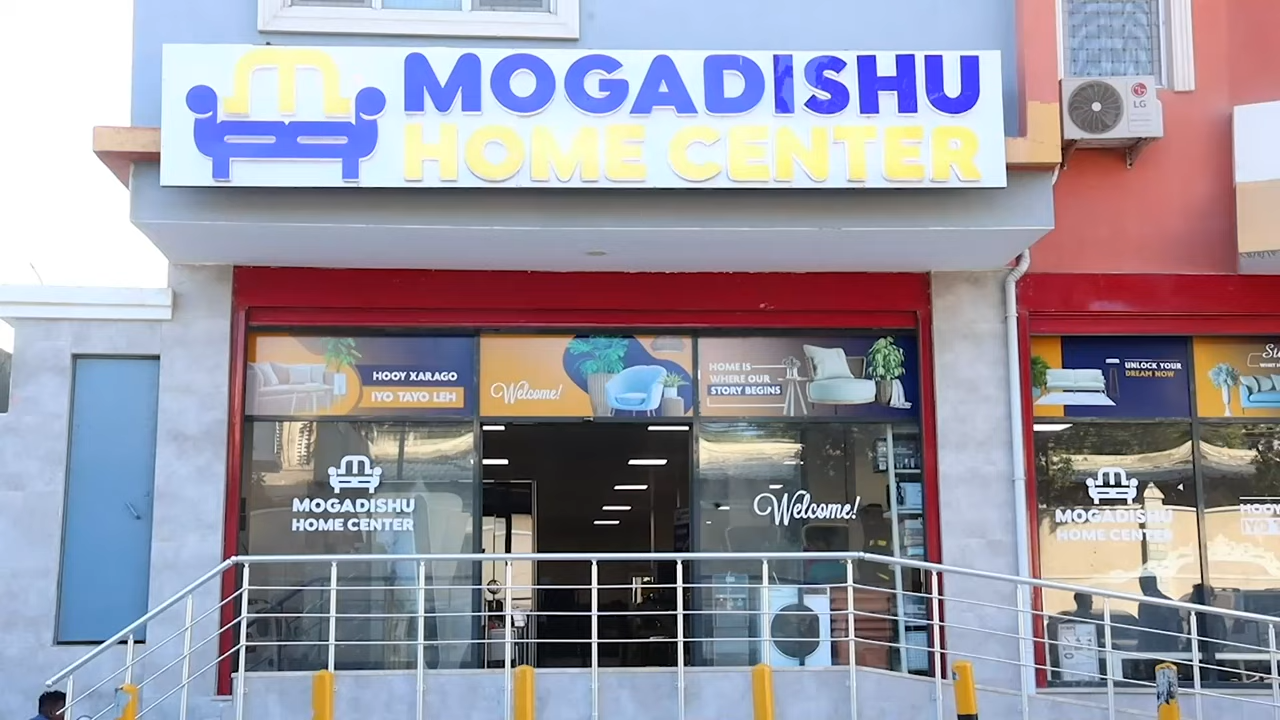 MOGADISHU
HOME CENTER
LG
HOOY XARAGO
IYO TAYO LEH
Welcome!
HOME IS
WHERE OUR
STORY BEGINS
UNLOCK YOUR
DREAM NOW
MOGADISHU
HOME CENTER
Welcome!
MOGADISHU
HOME CENTER